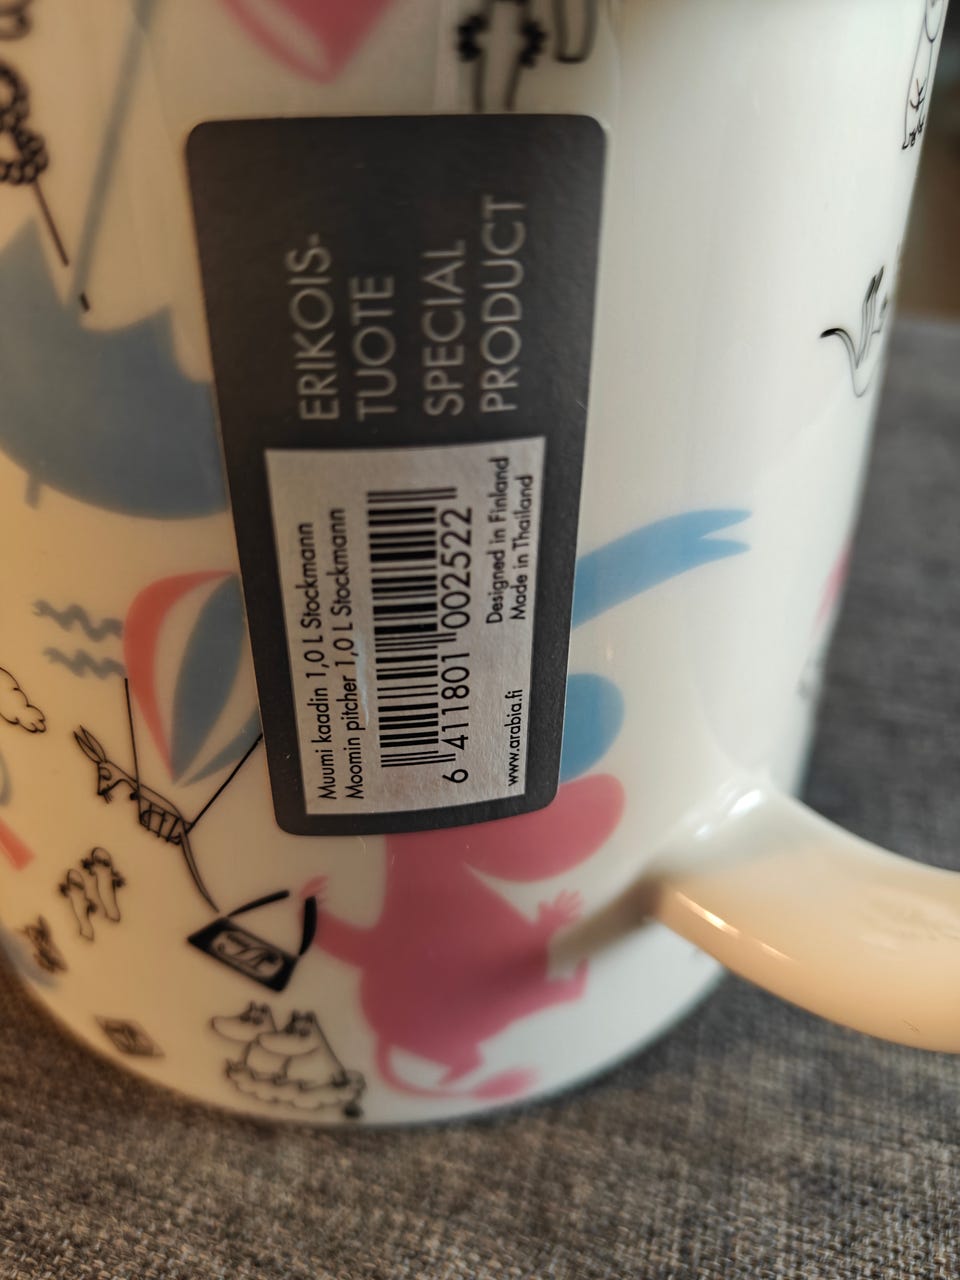 ERIKOIS-
TUOTE
SPECIAL
PRODUCT
Muumi kaadin 1,0 L Stockmann
Moomin pitcher 1,0 L Stockmann
6 411801 002522
Designed in Finland
Made in Thailand
www.arabia.fi